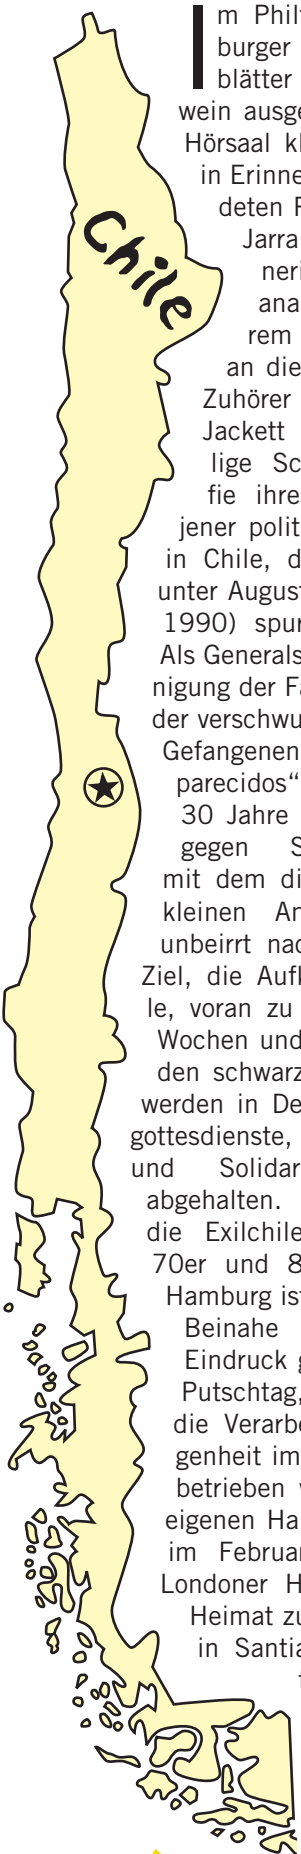 Chile
m Phil
burger
blätter
wein ausge
Hörsaal kl
in Erinne
deten F
Jarra
neri
ana
rem
an die
Zuhörer
Jackett
lige Sc
fie ihres
jener polit
in Chile, d
unter August
1990) spur
Als Generals
nigung der Fa
der verschwu
Gefangenen
parecidos“
30 Jahre
gegen S
mit dem di
kleinen An
unbeirrt nac
Ziel, die Aufk
le, voran zu
Wochen und
den schwarz
werden in De
gottesdienste,
und Solidar
abgehalten.
die Exilchile
70er und 8
Hamburg ist
Beinahe
Eindruck g
Putschtag,
die Verarbe
genheit im
betrieben w
eigenen Ha
im Februar
Londoner H
Heimat zu
in Santia